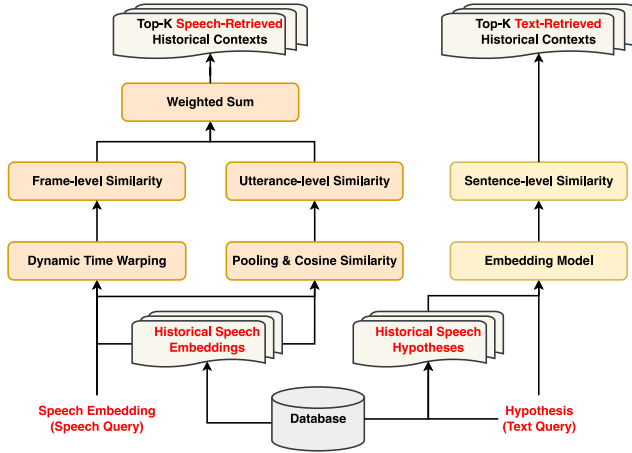 Top-K Speech-Retrieved
Historical Contexts
Top-K Text-Retrieved
Historical Contexts
Weighted Sum
Frame-level Similarity
Utterance-level Similarity
Sentence-level Similarity
Dynamic Time Warping
Pooling & Cosine Similarity
Embedding Model
Historical Speech
Embeddings
Historical Speech
Hypotheses
Speech Embedding
(Speech Query)
Database
Hypothesis
(Text Query)